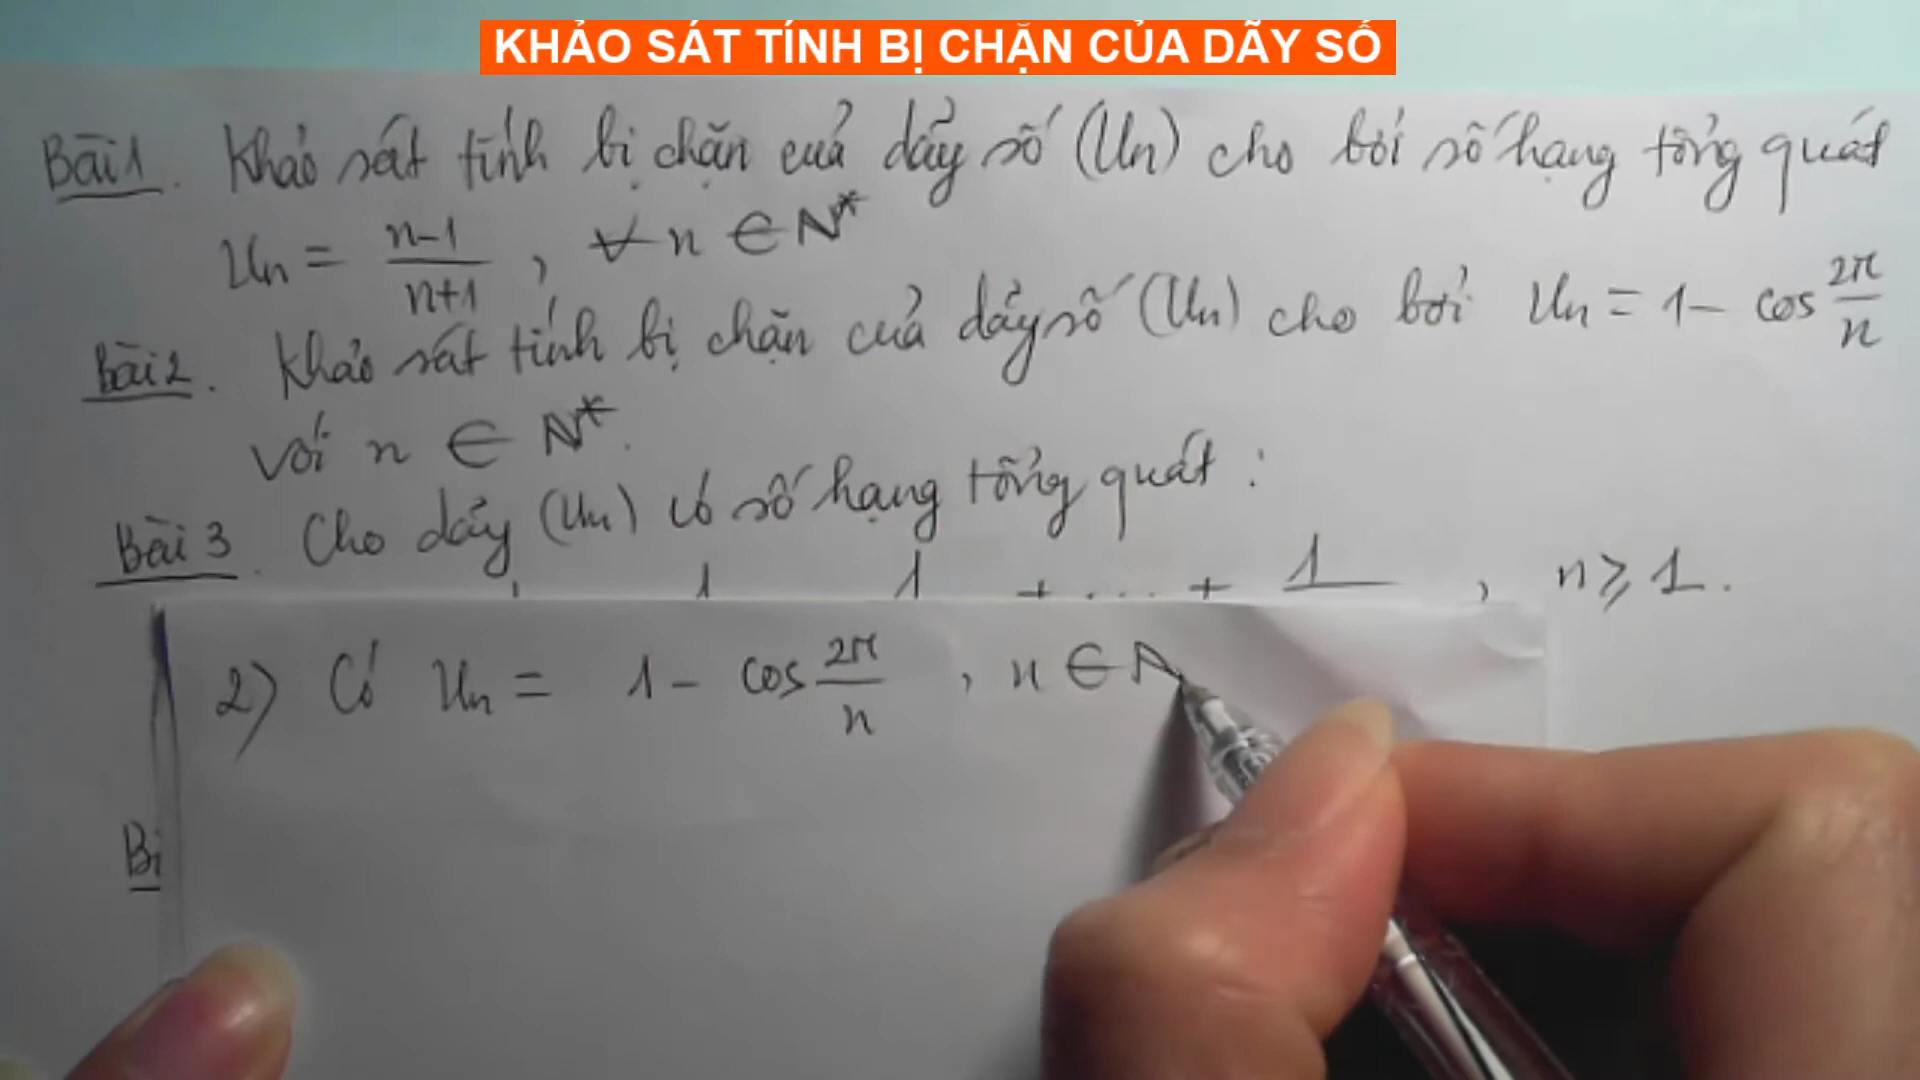 KHẢO SÁT TÍNH BỊ CHẶN CỦA DÃY SỐ
Bài 1. Khảo sát tính bị chặn của dãy số (Un) cho bởi số hạng tổng quát
Un = n-1/n+1, ∀n ∈ N*
Bài 2. Khảo sát tính bị chặn của dãy số (Un) cho bởi Un = 1 - cos 2π/n
với n ∈ N*.
Bài 3. Cho dãy (Un) có số hạng tổng quát:
1 1 + ... + 1 , n ≥ 1.
2) Có Un = 1 - cos 2π/n , n ∈ N